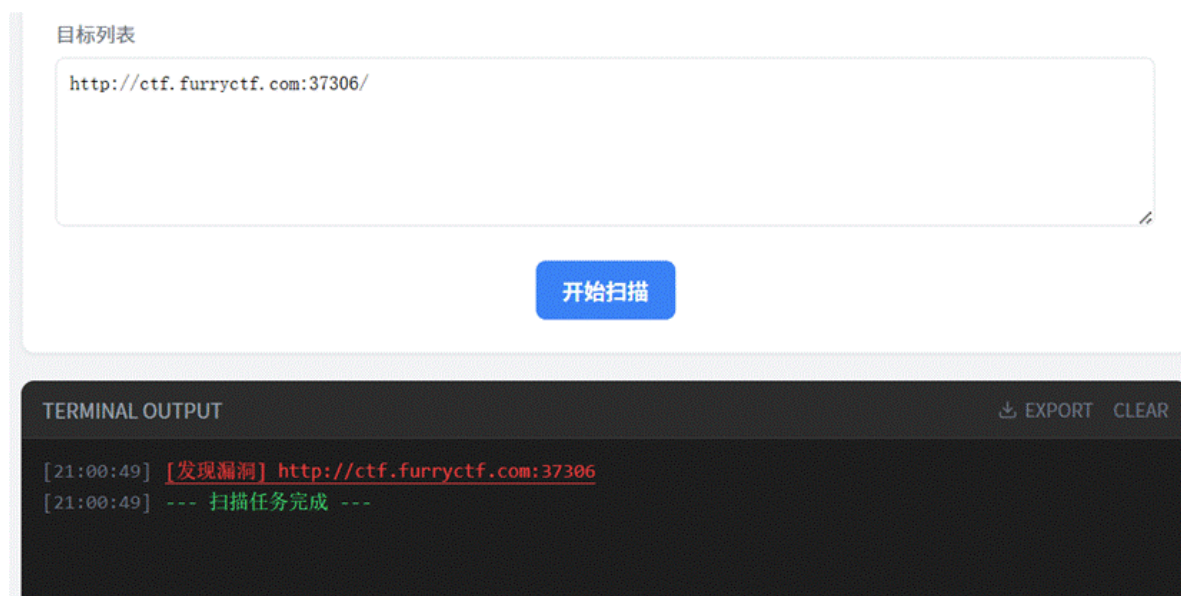 目标列表
http://ctf.furryctf.com:37306/
开始扫描
TERMINAL OUTPUT EXPORT CLEAR
[21:00:49] [发现漏洞] http://ctf.furryctf.com:37306
[21:00:49] --- 扫描任务完成 ---